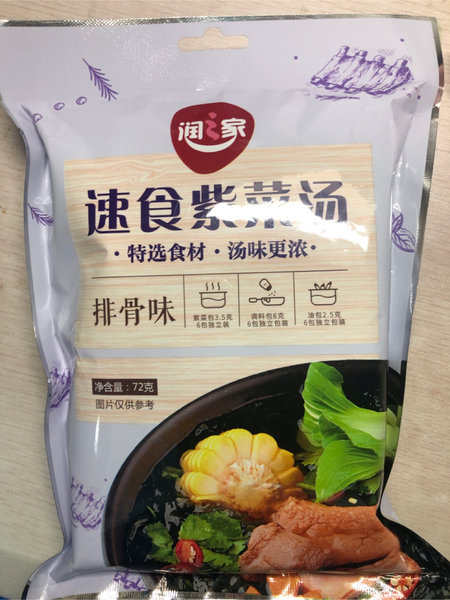 润之家
速食紫菜汤
·特选食材·汤味更浓·
排骨味
紫菜包3.5克
6包独立装
调料包6克
6包独立包装
油包2.5克
6包独立包装
净含量:72克
图片仅供参考